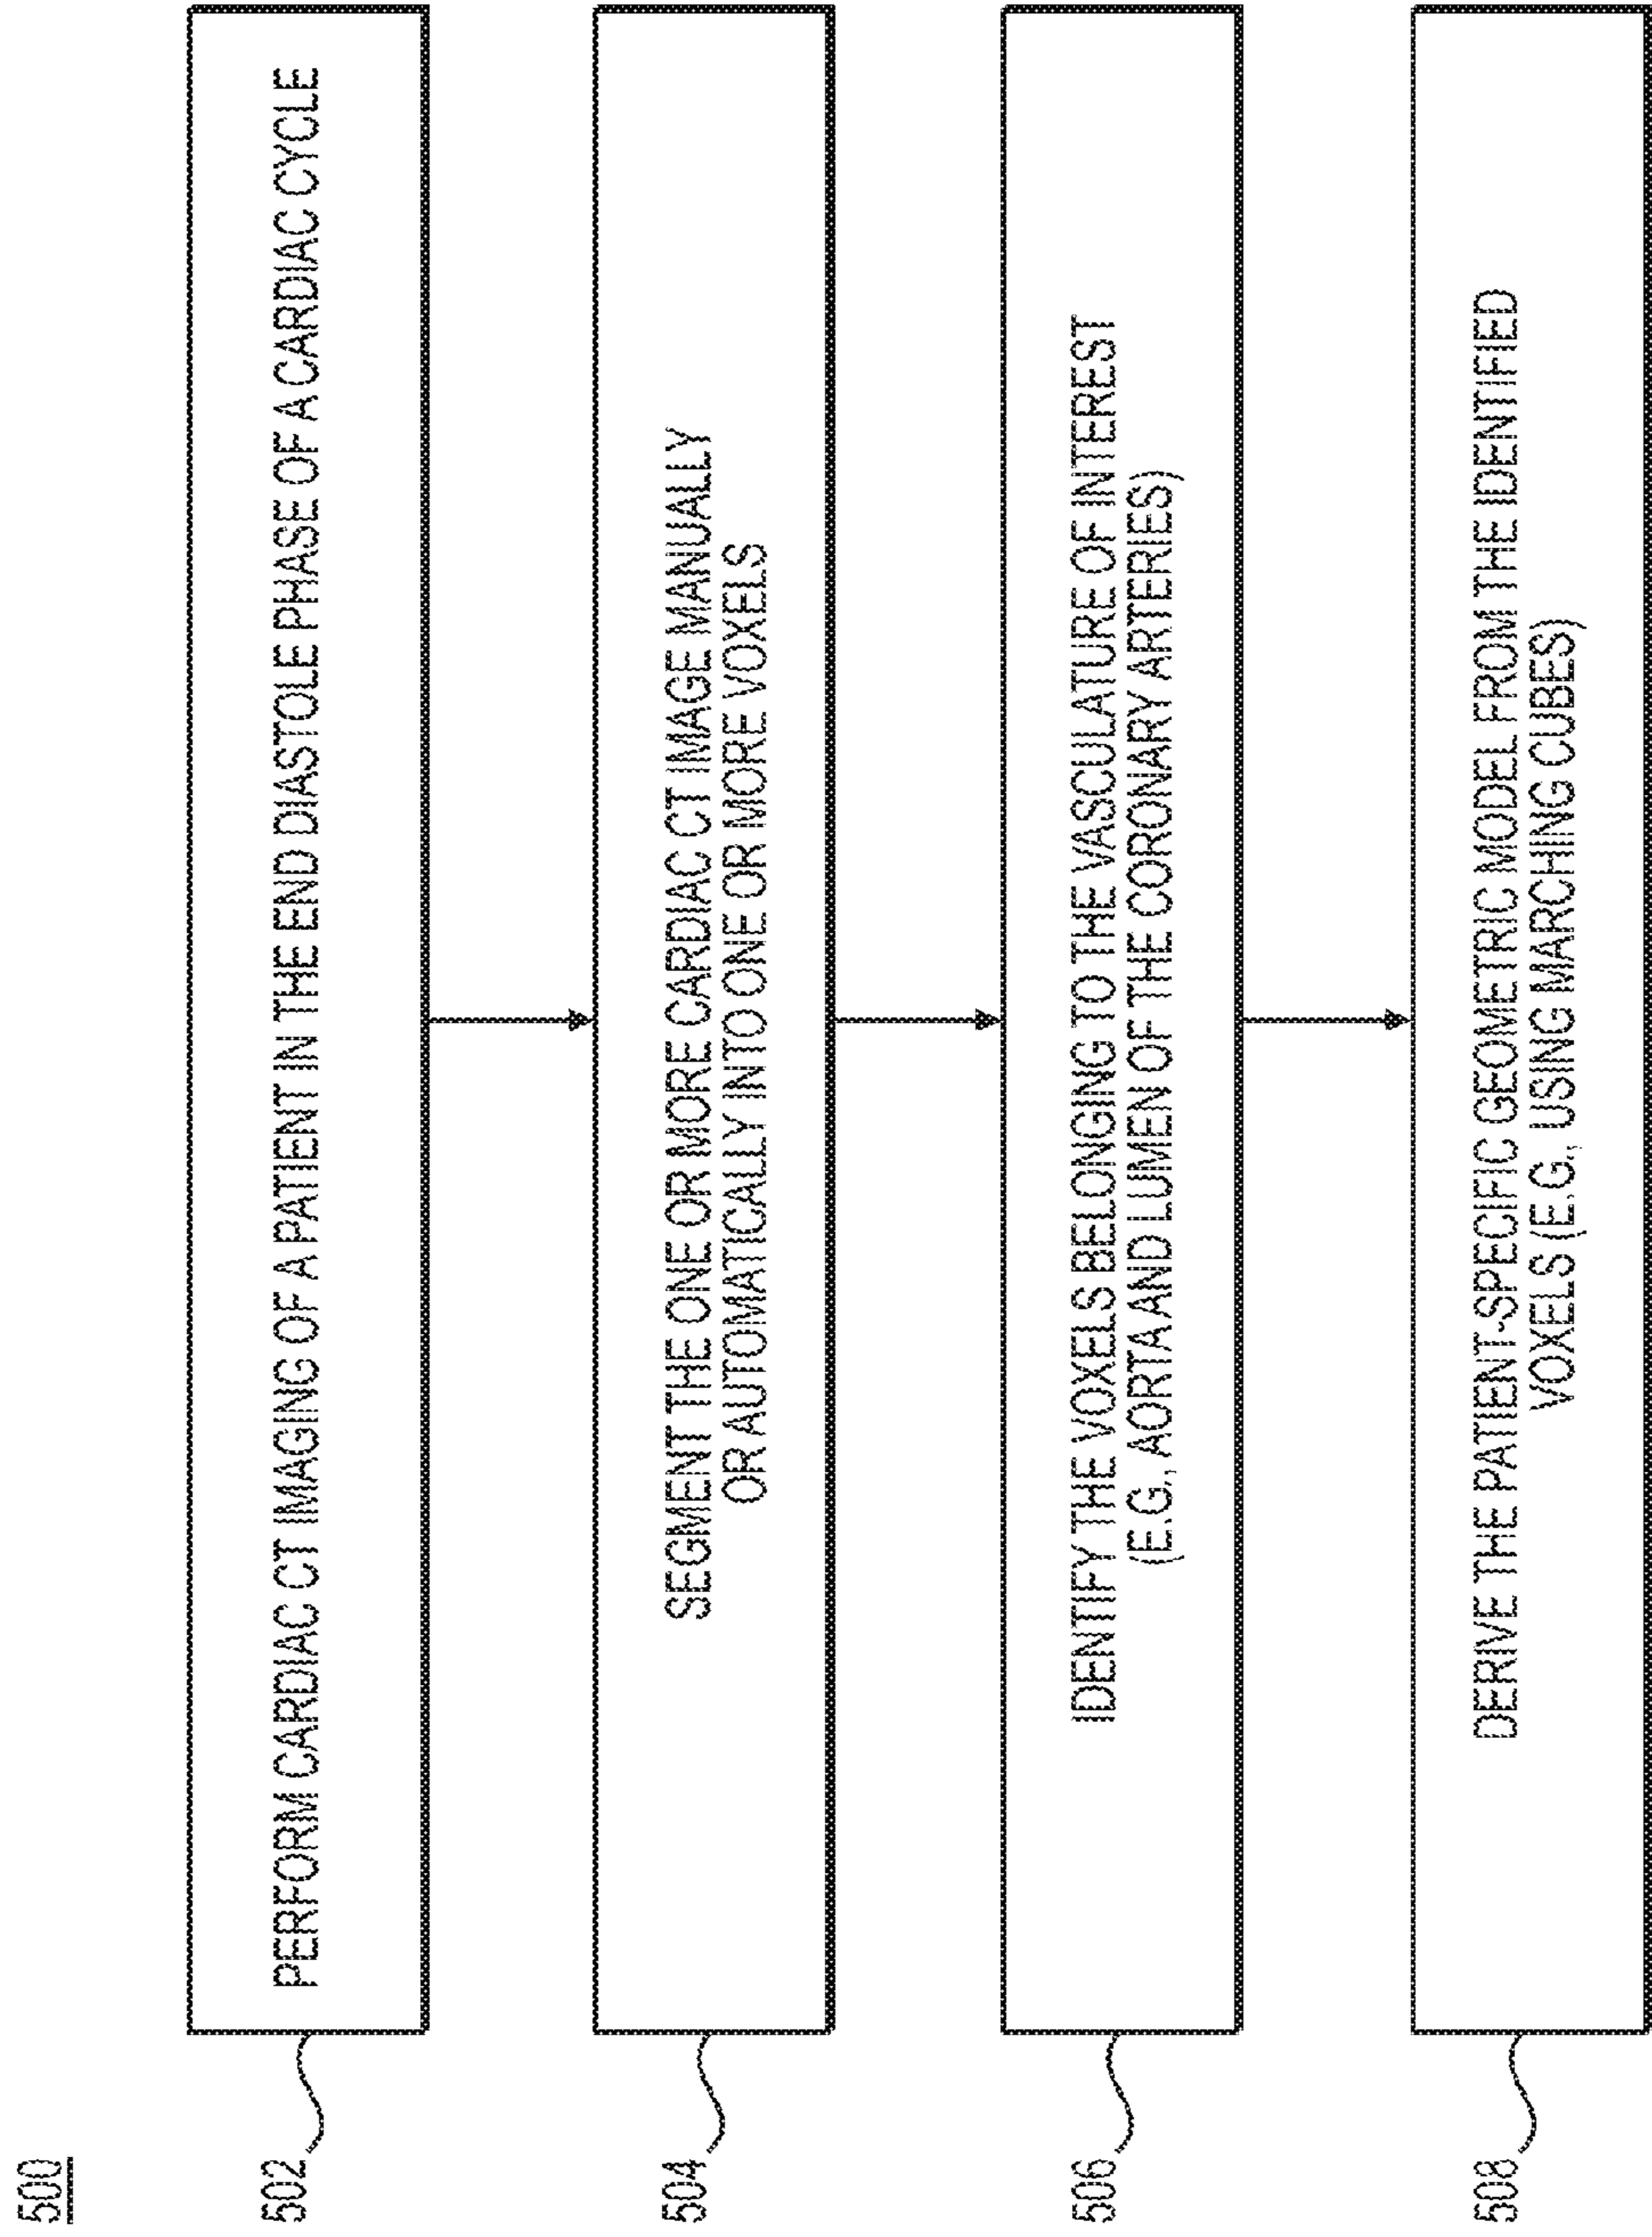 500
502
PERFORM CARDIAC CT IMAGING OF A PATIENT IN THE END DIASTOLE PHASE OF A CARDIAC CYCLE
504
SEGMENT THE ONE OR MORE CARDIAC CT IMAGE MANUALLY
OR AUTOMATICALLY INTO ONE OR MORE VOXELS
506
IDENTIFY THE VOXELS BELONGING TO THE VASCULATURE OF INTEREST
(E.G., AORTA AND LUMEN OF THE CORONARY ARTERIES)
508
DERIVE THE PATIENT-SPECIFIC GEOMETRIC MODEL FROM THE IDENTIFIED
VOXELS (E.G., USING MARCHING CUBES)